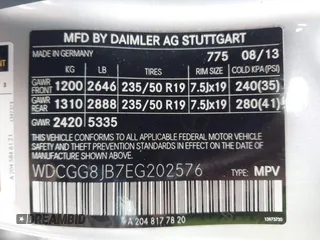 MFD BY DAIMLER AG STUTTGART
MADE IN GERMANY 775 08/13
KG LB TIRES RIM SIZE COLD KPA(PSI)
GAWR FRONT 1200 2646 235/50 R19 7.5Jx19 240(35)
GAWR REAR 1310 2888 235/50 R19 7.5Jx19 280(41)
GVWR 2420 5335
THIS VEHICLE CONFORMS TO ALL APPLICABLE U.S. FEDERAL MOTOR VEHICLE SAFETY AND THEFT PREVENTION STANDARDS IN EFFECT ON THE DATE OF MANUFACTURE SHOWN ABOVE.
WDCGG8JB7EG202576 TYPE: MPV
A 204 817 78 20
DREAMBID